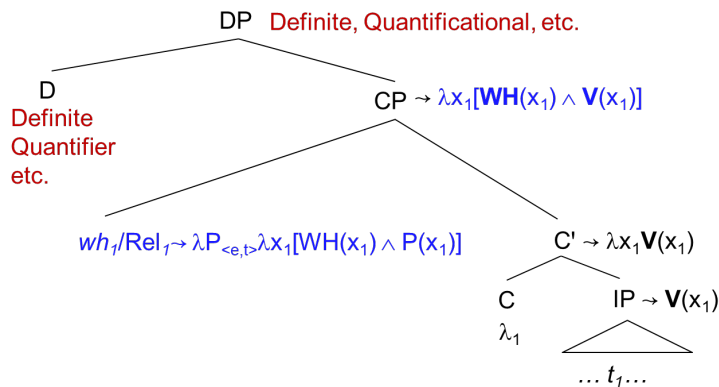 DP Definite, Quantificational, etc.
D
Definite
Quantifier
etc.
CP → λx₁[WH(x₁) ∧ V(x₁)]
wh₁/Rel₁→ λP<e,t>λx₁[WH(x₁) ∧ P(x₁)]
C' → λx₁V(x₁)
C
λ₁
IP → V(x₁)
... t₁...